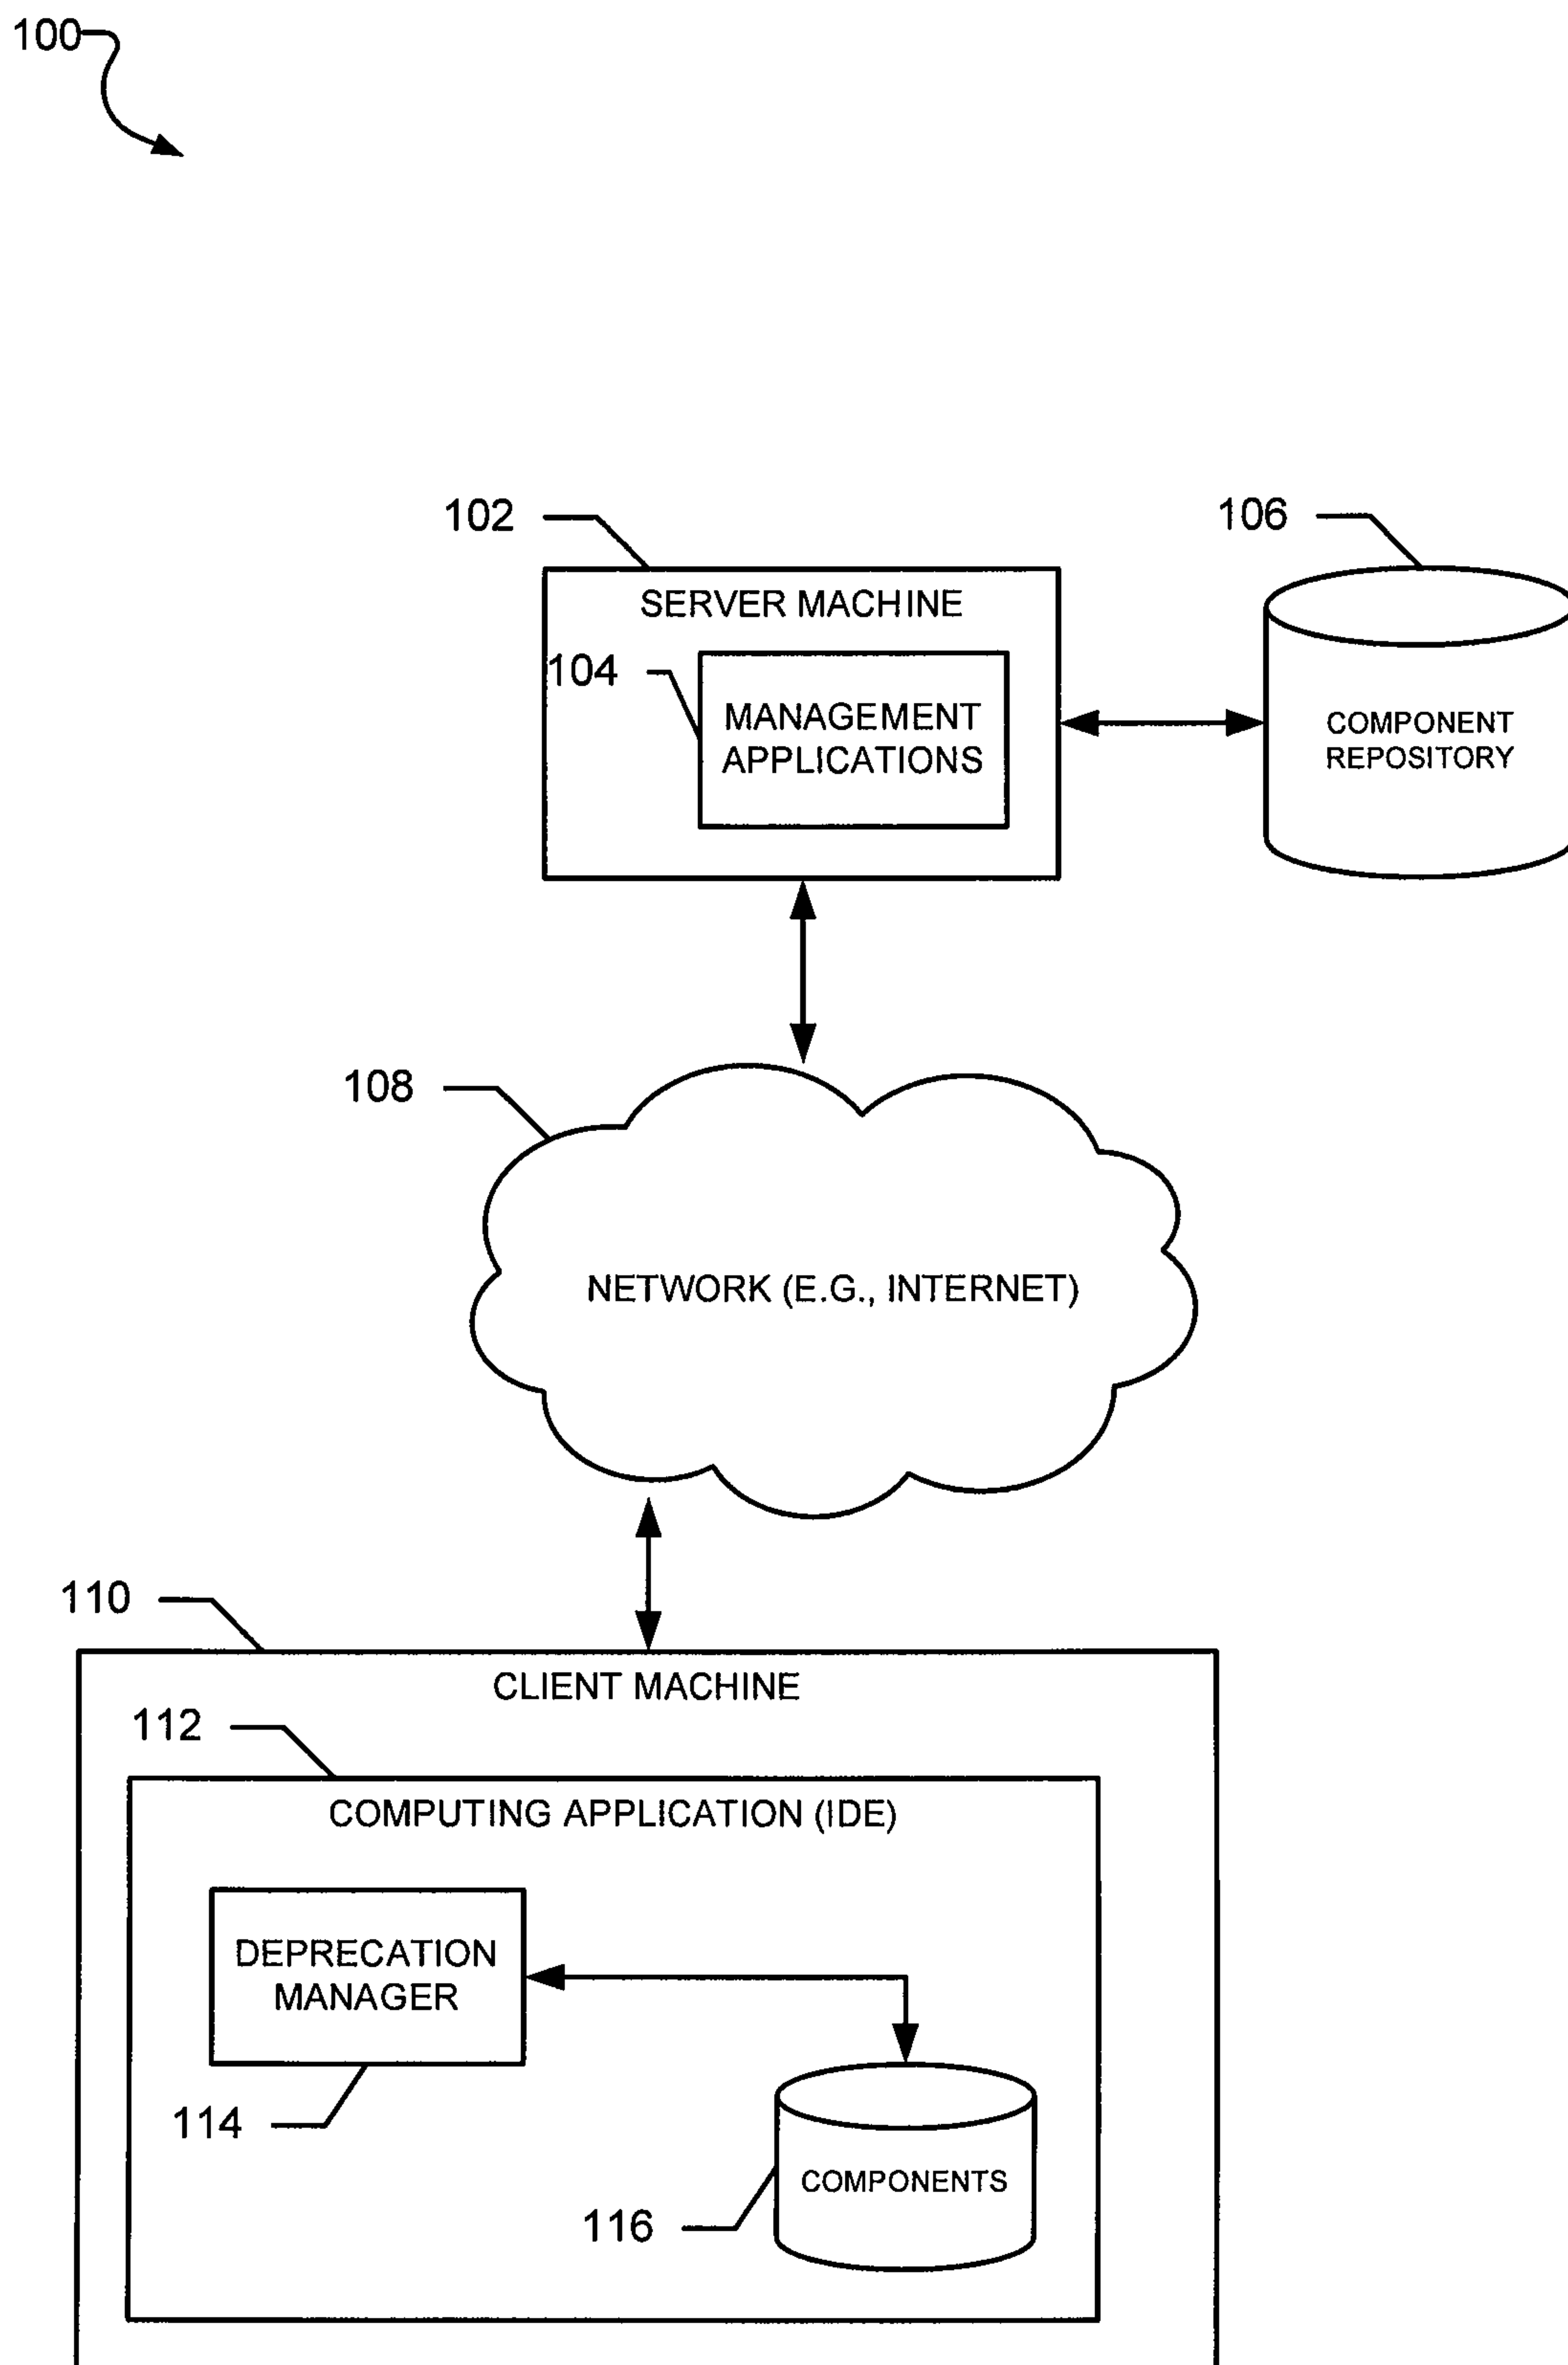 100
102
106
SERVER MACHINE
104
MANAGEMENT
APPLICATIONS
COMPONENT
REPOSITORY
108
NETWORK (E.G., INTERNET)
110
CLIENT MACHINE
112
COMPUTING APPLICATION (IDE)
DEPRECATION
MANAGER
114
COMPONENTS
116